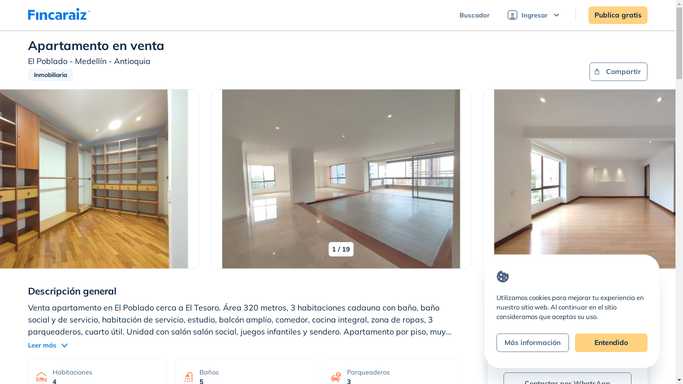 Fincaraiz
Buscador
Ingresar
Publica gratis
Apartamento en venta
El Poblado - Medellín - Antioquia
Inmobiliaria
Compartir
1 / 19
Descripción general
Venta apartamento en El Poblado cerca a El Tesoro. Área 320 metros, 3 habitaciones cadauna con baño, baño
social y de servicio, habitación de servicio, estudio, balcón amplio, comedor, cocina integral, zona de ropas, 3
parqueaderos, cuarto útil. Unidad con salón salón social, juegos infantiles y sendero. Apartamento por piso, muy...
Leer más
Habitaciones
4
Baños
5
Parqueaderos
3
Utilizamos cookies para mejorar tu experiencia en
nuestro sitio web. Al continuar en el sitio
consideramos que aceptas su uso.
Más información
Entendido
Contactar por WhatsApp